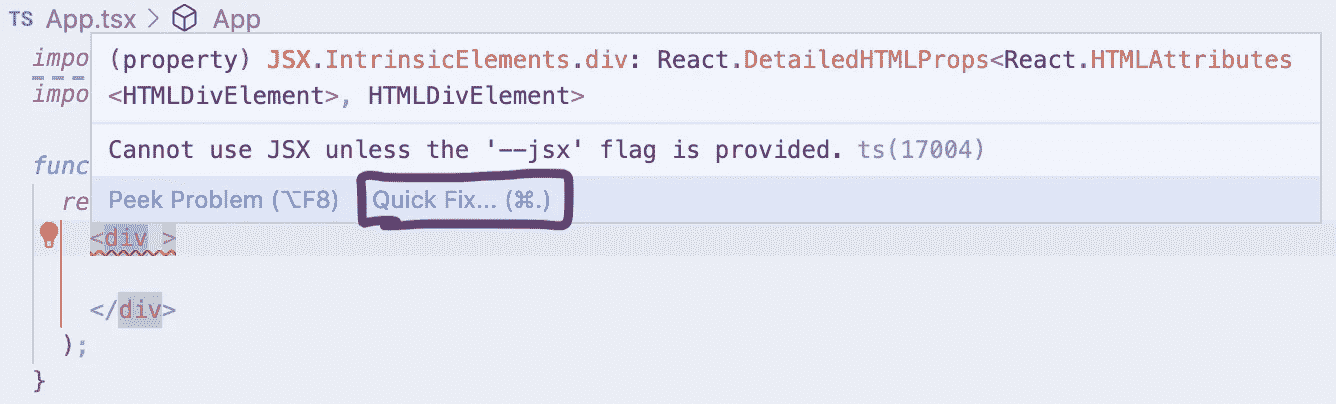 TS App.tsx > App
impo
(property) JSX.IntrinsicElements.div: React.DetailedHTMLProps<React.HTMLAttributes
impo
<HTMLDivElement>, HTMLDivElement>
Cannot use JSX unless the '--jsx' flag is provided. ts(17004)
func
re
Peek Problem (⌥F8) Quick Fix... (⌘.)
<div >
</div>
);
}